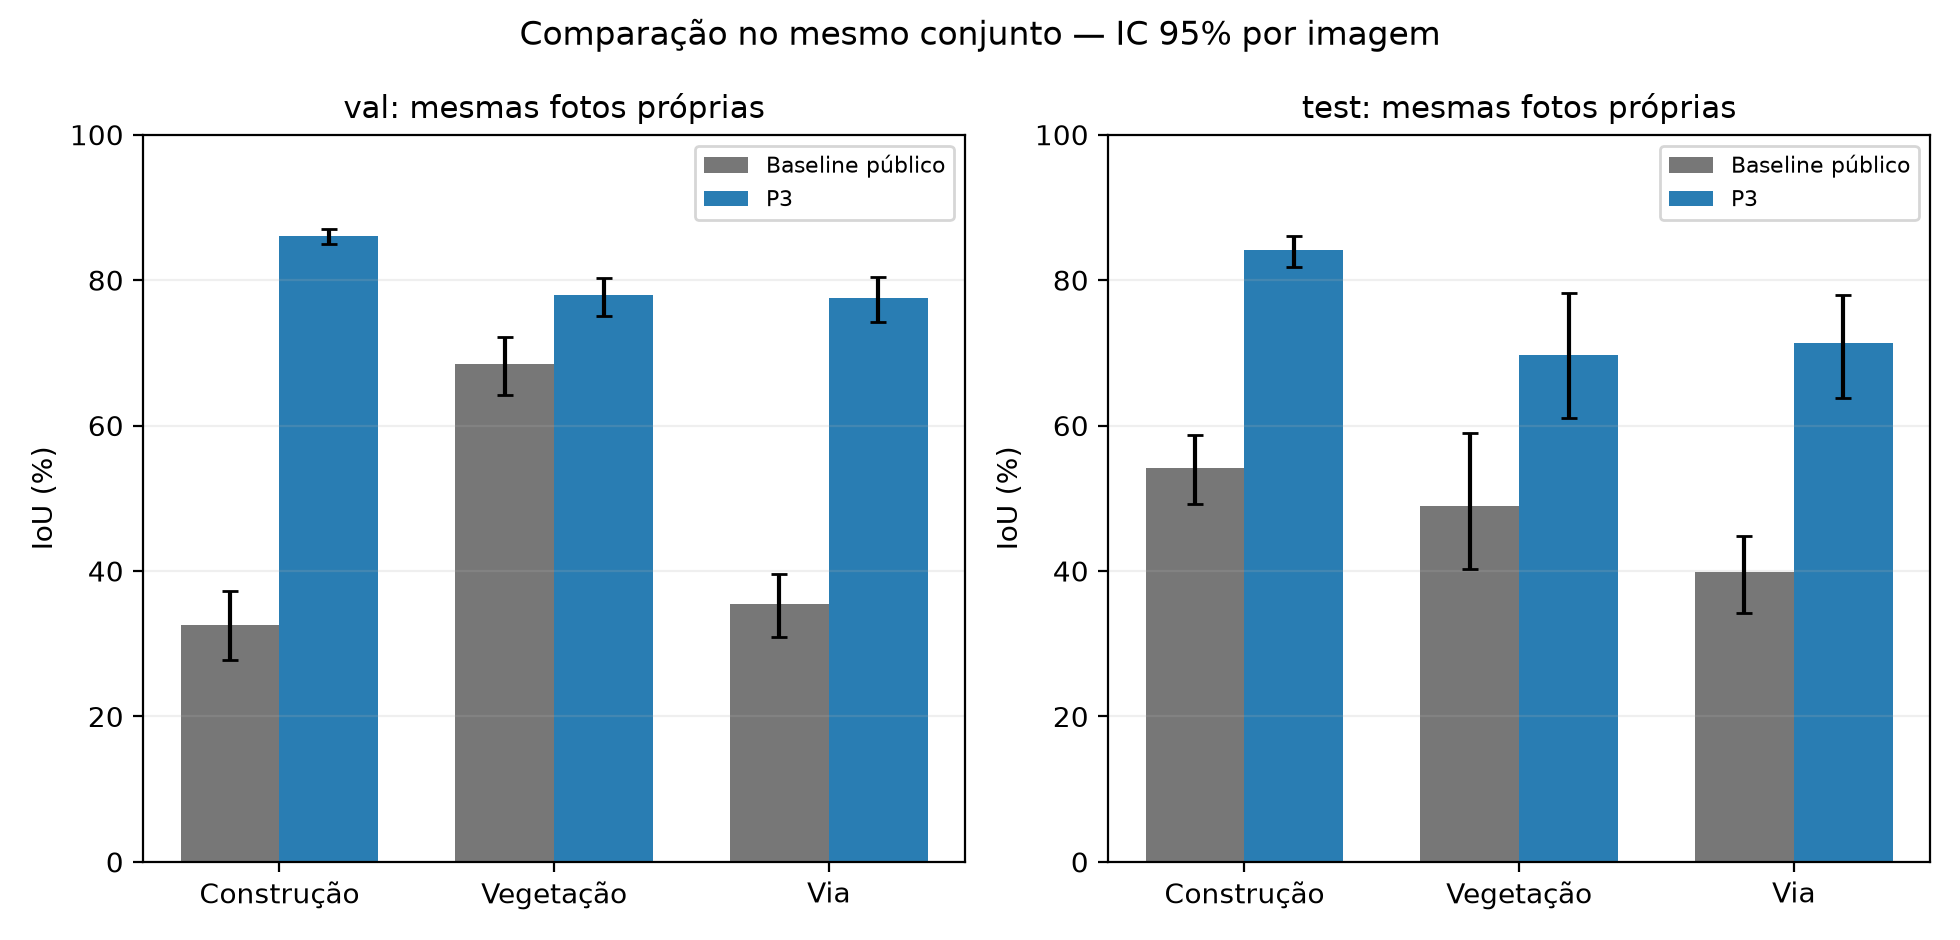 Comparação no mesmo conjunto — IC 95% por imagem
val: mesmas fotos próprias
100
80
60
40
20
0
IoU (%)
Baseline público
P3
Construção
Vegetação
Via
test: mesmas fotos próprias
100
80
60
40
20
0
IoU (%)
Baseline público
P3
Construção
Vegetação
Via